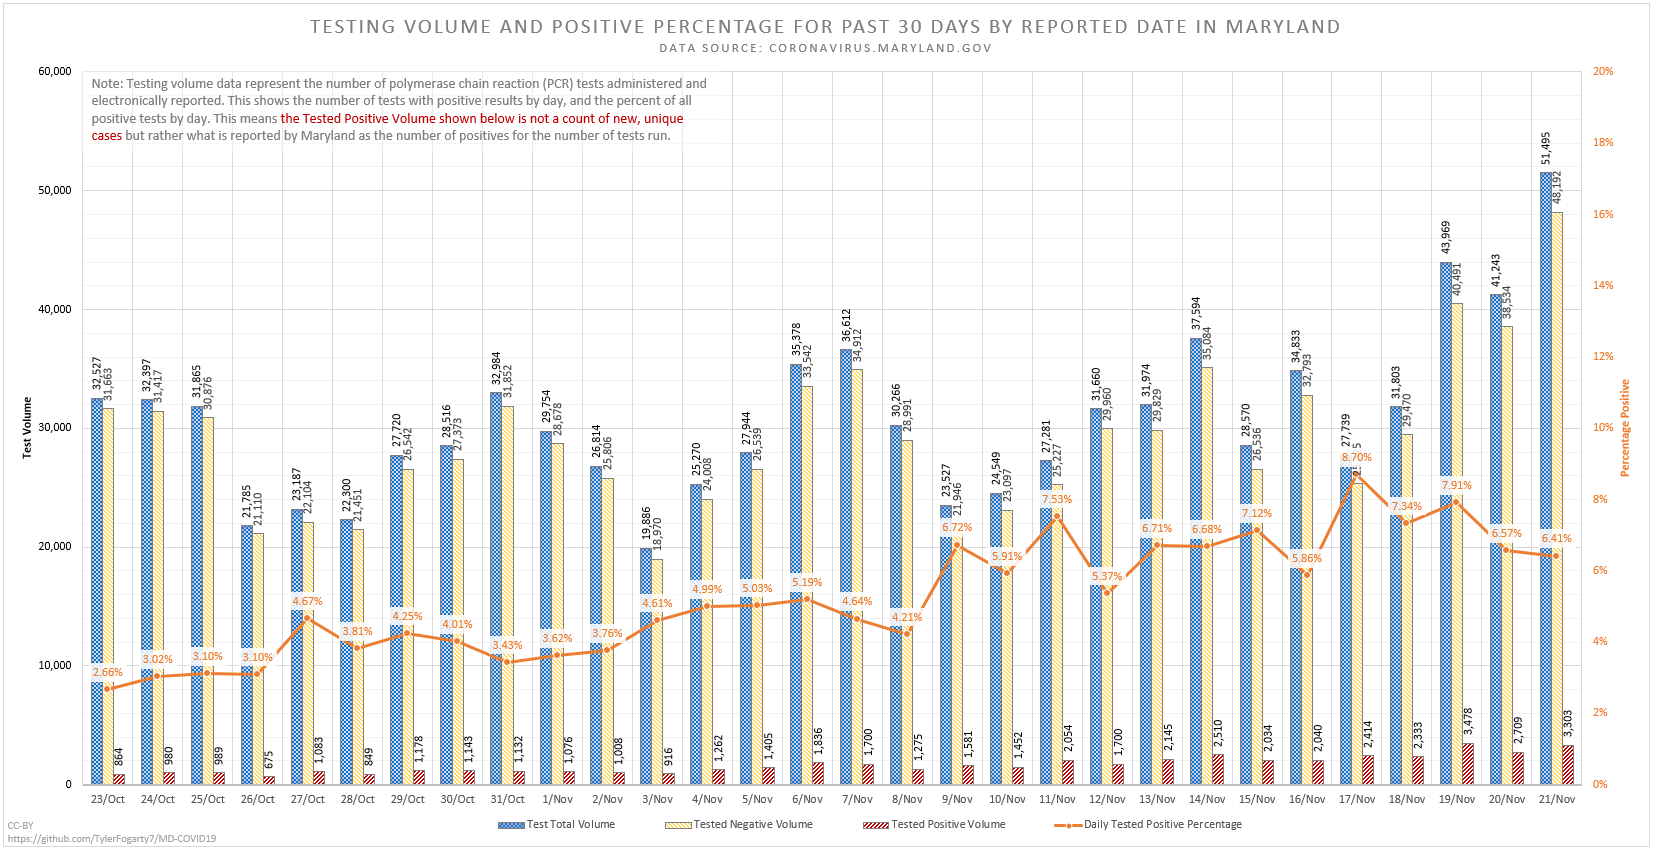 TESTING VOLUME AND POSITIVE PERCENTAGE FOR PAST 30 DAYS BY REPORTED DATE IN MARYLAND
DATA SOURCE: CORONAVIRUS.MARYLAND.GOV
Note: Testing volume data represent the number of polymerase chain reaction (PCR) tests administered and
electronically reported. This shows the number of tests with positive results by day, and the percent of all
positive tests by day. This means the Tested Positive Volume shown below is not a count of new, unique
cases but rather what is reported by Maryland as the number of positives for the number of tests run.
Test Volume
60,000
50,000
40,000
30,000
20,000
10,000
0
Percentage Positive
20%
18%
16%
14%
12%
10%
8%
6%
4%
2%
0%
32,527 31,663 2.66% 864 23/Oct
32,397 31,417 3.02% 980 24/Oct
31,865 30,876 3.10% 989 25/Oct
21,785 21,110 3.10% 675 26/Oct
23,187 22,104 4.67% 1,083 27/Oct
22,300 21,451 3.81% 849 28/Oct
27,720 26,542 4.25% 1,178 29/Oct
28,516 27,373 4.01% 1,143 30/Oct
32,984 31,852 3.43% 1,132 31/Oct
29,754 28,678 3.62% 1,076 1/Nov
26,814 25,806 3.76% 1,008 2/Nov
19,886 18,970 4.61% 916 3/Nov
25,270 24,008 4.99% 1,262 4/Nov
27,944 26,539 5.03% 1,405 5/Nov
35,378 33,542 5.19% 1,836 6/Nov
36,612 34,912 4.64% 1,700 7/Nov
30,266 28,991 4.21% 1,275 8/Nov
23,527 21,946 6.72% 1,581 9/Nov
24,549 23,097 5.91% 1,452 10/Nov
27,281 25,227 7.53% 2,054 11/Nov
31,660 29,960 5.37% 1,700 12/Nov
31,974 29,829 6.71% 2,145 13/Nov
37,594 35,084 6.68% 2,510 14/Nov
28,570 26,536 7.12% 2,034 15/Nov
34,833 32,793 5.86% 2,040 16/Nov
27,739 8.70% 2,414 17/Nov
31,803 29,470 7.34% 2,333 18/Nov
43,969 40,491 7.91% 3,478 19/Nov
41,243 38,534 6.57% 2,709 20/Nov
51,495 48,192 6.41% 3,303 21/Nov
Test Total Volume
Tested Negative Volume
Tested Positive Volume
Daily Tested Positive Percentage
CC-BY
https://github.com/TylerFogarty7/MD-COVID19